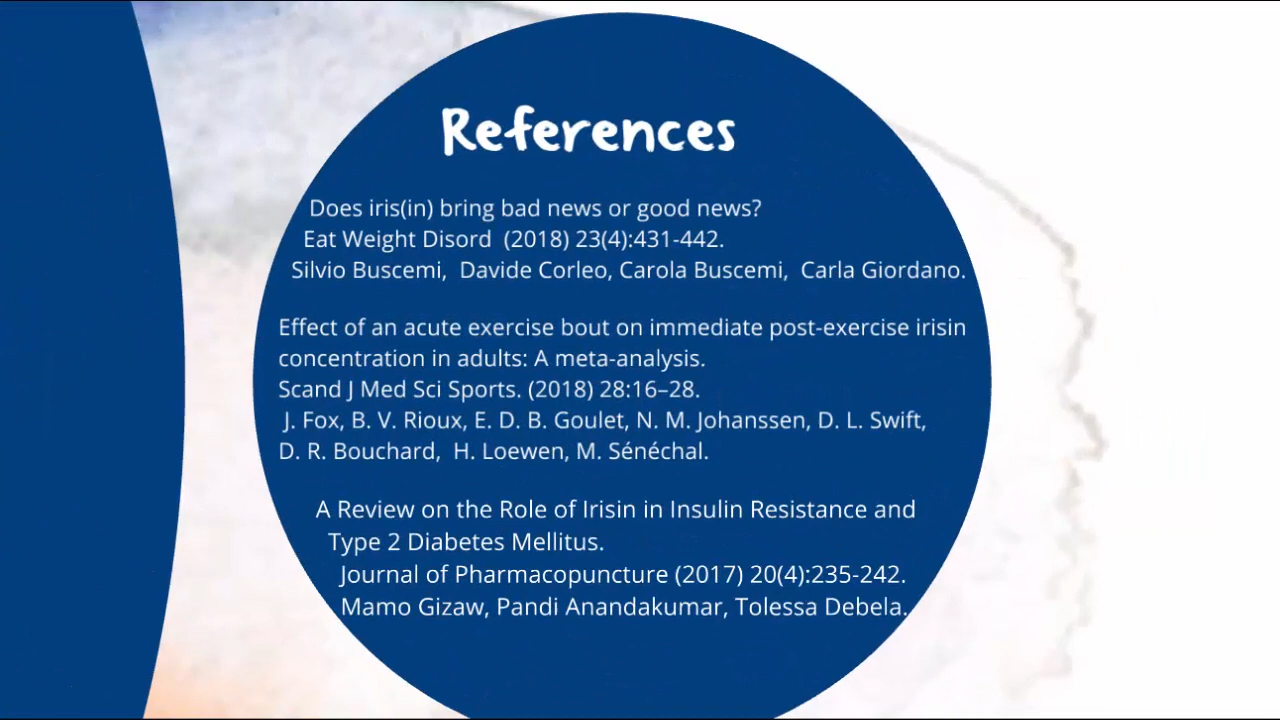 References
Does iris(in) bring bad news or good news?
Eat Weight Disord (2018) 23(4):431-442.
Silvio Buscemi, Davide Corleo, Carola Buscemi, Carla Giordano.
Effect of an acute exercise bout on immediate post-exercise irisin
concentration in adults: A meta-analysis.
Scand J Med Sci Sports. (2018) 28:16–28.
J. Fox, B. V. Rioux, E. D. B. Goulet, N. M. Johanssen, D. L. Swift,
D. R. Bouchard, H. Loewen, M. Sénéchal.
A Review on the Role of Irisin in Insulin Resistance and
Type 2 Diabetes Mellitus.
Journal of Pharmacopuncture (2017) 20(4):235-242.
Mamo Gizaw, Pandi Anandakumar, Tolessa Debela.